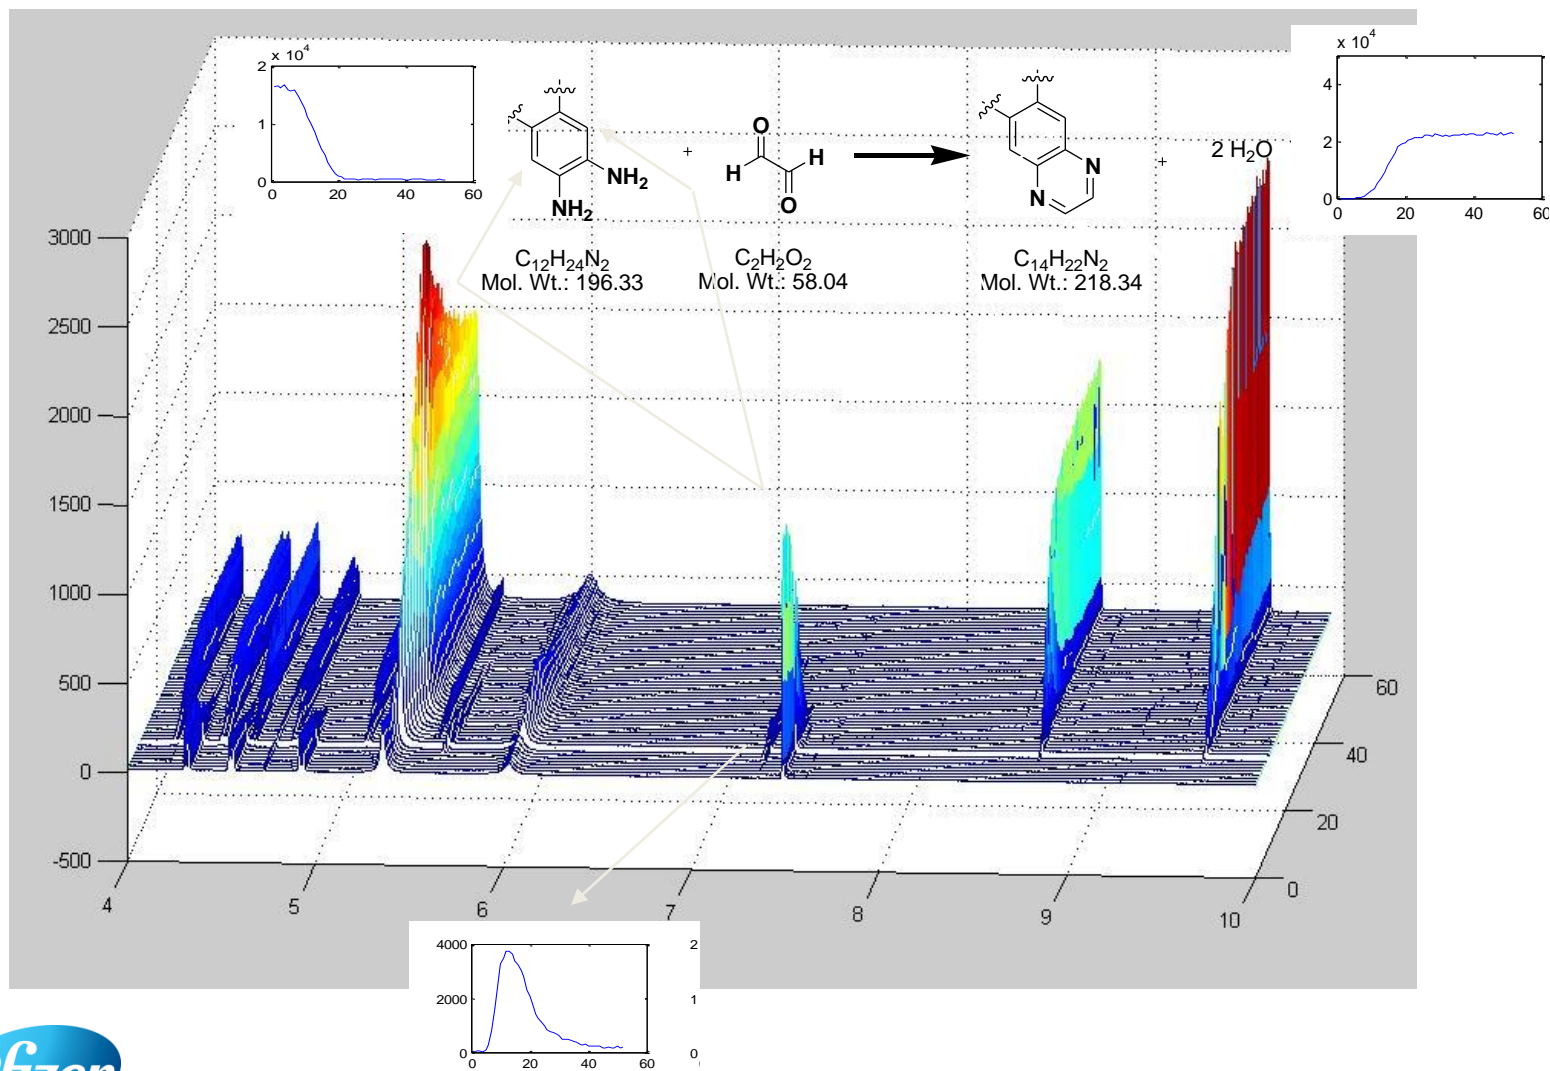 x 10⁴
2
1
0
0
20
40
60
x 10⁴
4
2
0
0
20
40
60
O
H
H
O
+
NH₂
NH₂
N
N
+
2 H₂O
C₁₂H₂₄N₂
Mol. Wt.: 196.33
C₂H₂O₂
Mol. Wt.: 58.04
C₁₄H₂₂N₂
Mol. Wt.: 218.34
3000
2500
2000
1500
1000
500
0
-500
4
5
6
7
8
9
10
0
20
40
60
4000
2000
0
0
20
40
60
2
1
0